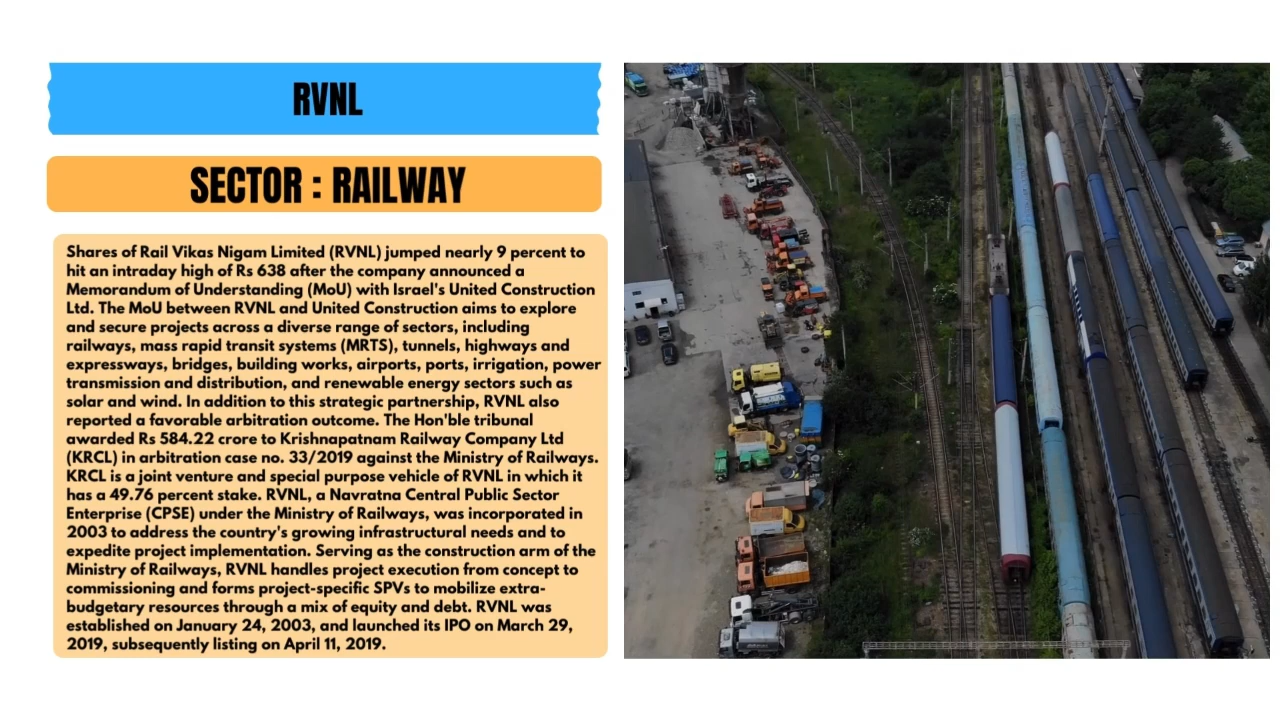 RVNL
SECTOR : RAILWAY
Shares of Rail Vikas Nigam Limited (RVNL) jumped nearly 9 percent to
hit an intraday high of Rs 638 after the company announced a
Memorandum of Understanding (MoU) with Israel's United Construction
Ltd. The MoU between RVNL and United Construction aims to explore
and secure projects across a diverse range of sectors, including
railways, mass rapid transit systems (MRTS), tunnels, highways and
expressways, bridges, building works, airports, ports, irrigation, power
transmission and distribution, and renewable energy sectors such as
solar and wind. In addition to this strategic partnership, RVNL also
reported a favorable arbitration outcome. The Hon'ble tribunal
awarded Rs 584.22 crore to Krishnapatnam Railway Company Ltd
(KRCL) in arbitration case no. 33/2019 against the Ministry of Railways.
KRCL is a joint venture and special purpose vehicle of RVNL in which it
has a 49.76 percent stake. RVNL, a Navratna Central Public Sector
Enterprise (CPSE) under the Ministry of Railways, was incorporated in
2003 to address the country's growing infrastructural needs and to
expedite project implementation. Serving as the construction arm of the
Ministry of Railways, RVNL handles project execution from concept to
commissioning and forms project-specific SPVs to mobilize extra-
budgetary resources through a mix of equity and debt. RVNL was
established on January 24, 2003, and launched its IPO on March 29,
2019, subsequently listing on April 11, 2019.